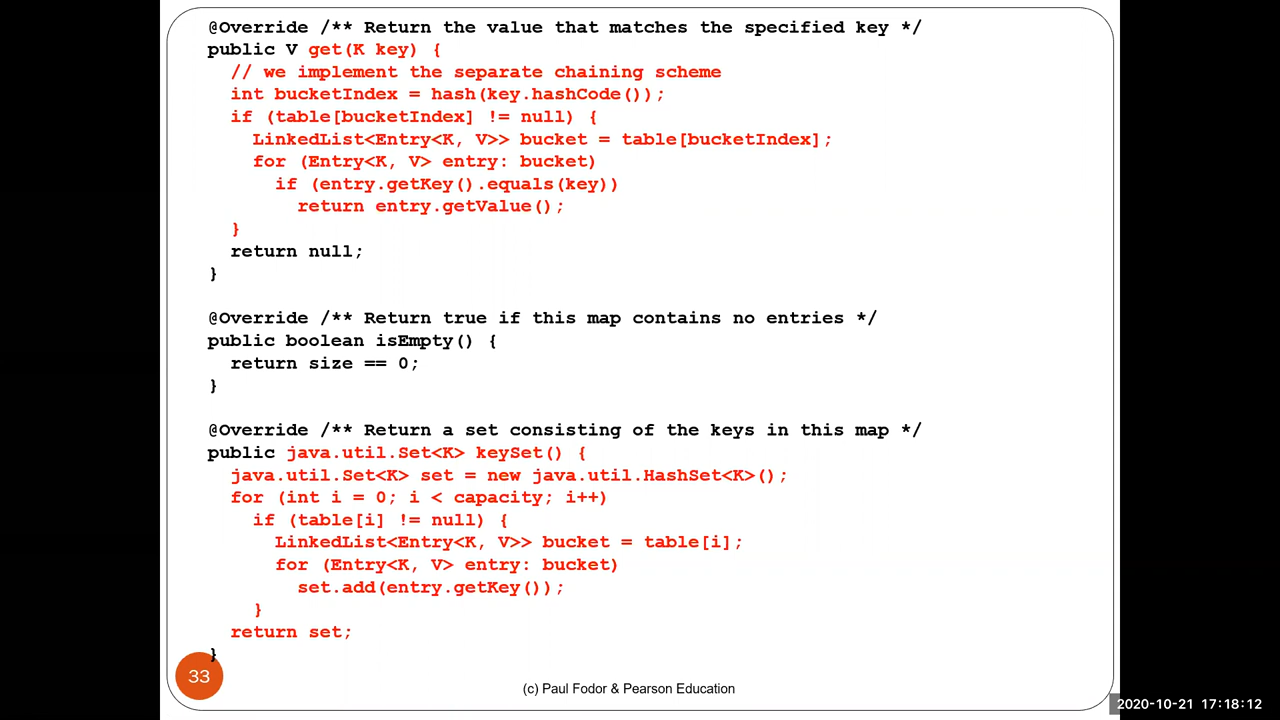 @Override /** Return the value that matches the specified key */
public V get(K key) {
  // we implement the separate chaining scheme
  int bucketIndex = hash(key.hashCode());
  if (table[bucketIndex] != null) {
    LinkedList<Entry<K, V>> bucket = table[bucketIndex];
    for (Entry<K, V> entry: bucket)
      if (entry.getKey().equals(key))
        return entry.getValue();
  }
  return null;
}

@Override /** Return true if this map contains no entries */
public boolean isEmpty() {
  return size == 0;
}

@Override /** Return a set consisting of the keys in this map */
public java.util.Set<K> keySet() {
  java.util.Set<K> set = new java.util.HashSet<K>();
  for (int i = 0; i < capacity; i++)
    if (table[i] != null) {
      LinkedList<Entry<K, V>> bucket = table[i];
      for (Entry<K, V> entry: bucket)
        set.add(entry.getKey());
    }
  return set;
}
33
(c) Paul Fodor & Pearson Education
2020-10-21 17:18:12